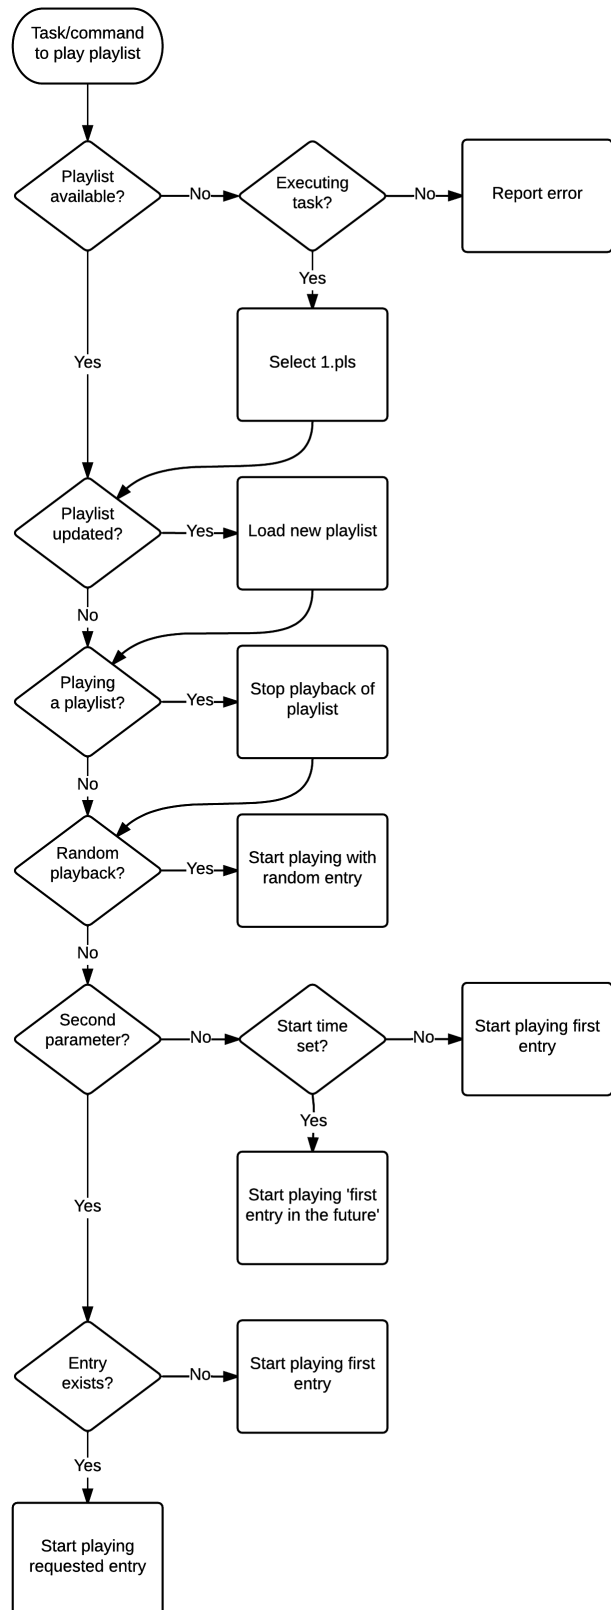 Task/command
to play playlist
Playlist
available?
No
Executing
task?
No
Report error
Yes
Yes
Select 1.pls
Playlist
updated?
Yes
Load new playlist
No
Playing
a playlist?
Yes
Stop playback of
playlist
No
Random
playback?
Yes
Start playing with
random entry
No
Second
parameter?
No
Start time
set?
No
Start playing first
entry
Yes
Yes
Start playing 'first
entry in the future'
Entry
exists?
No
Start playing first
entry
Yes
Start playing
requested entry